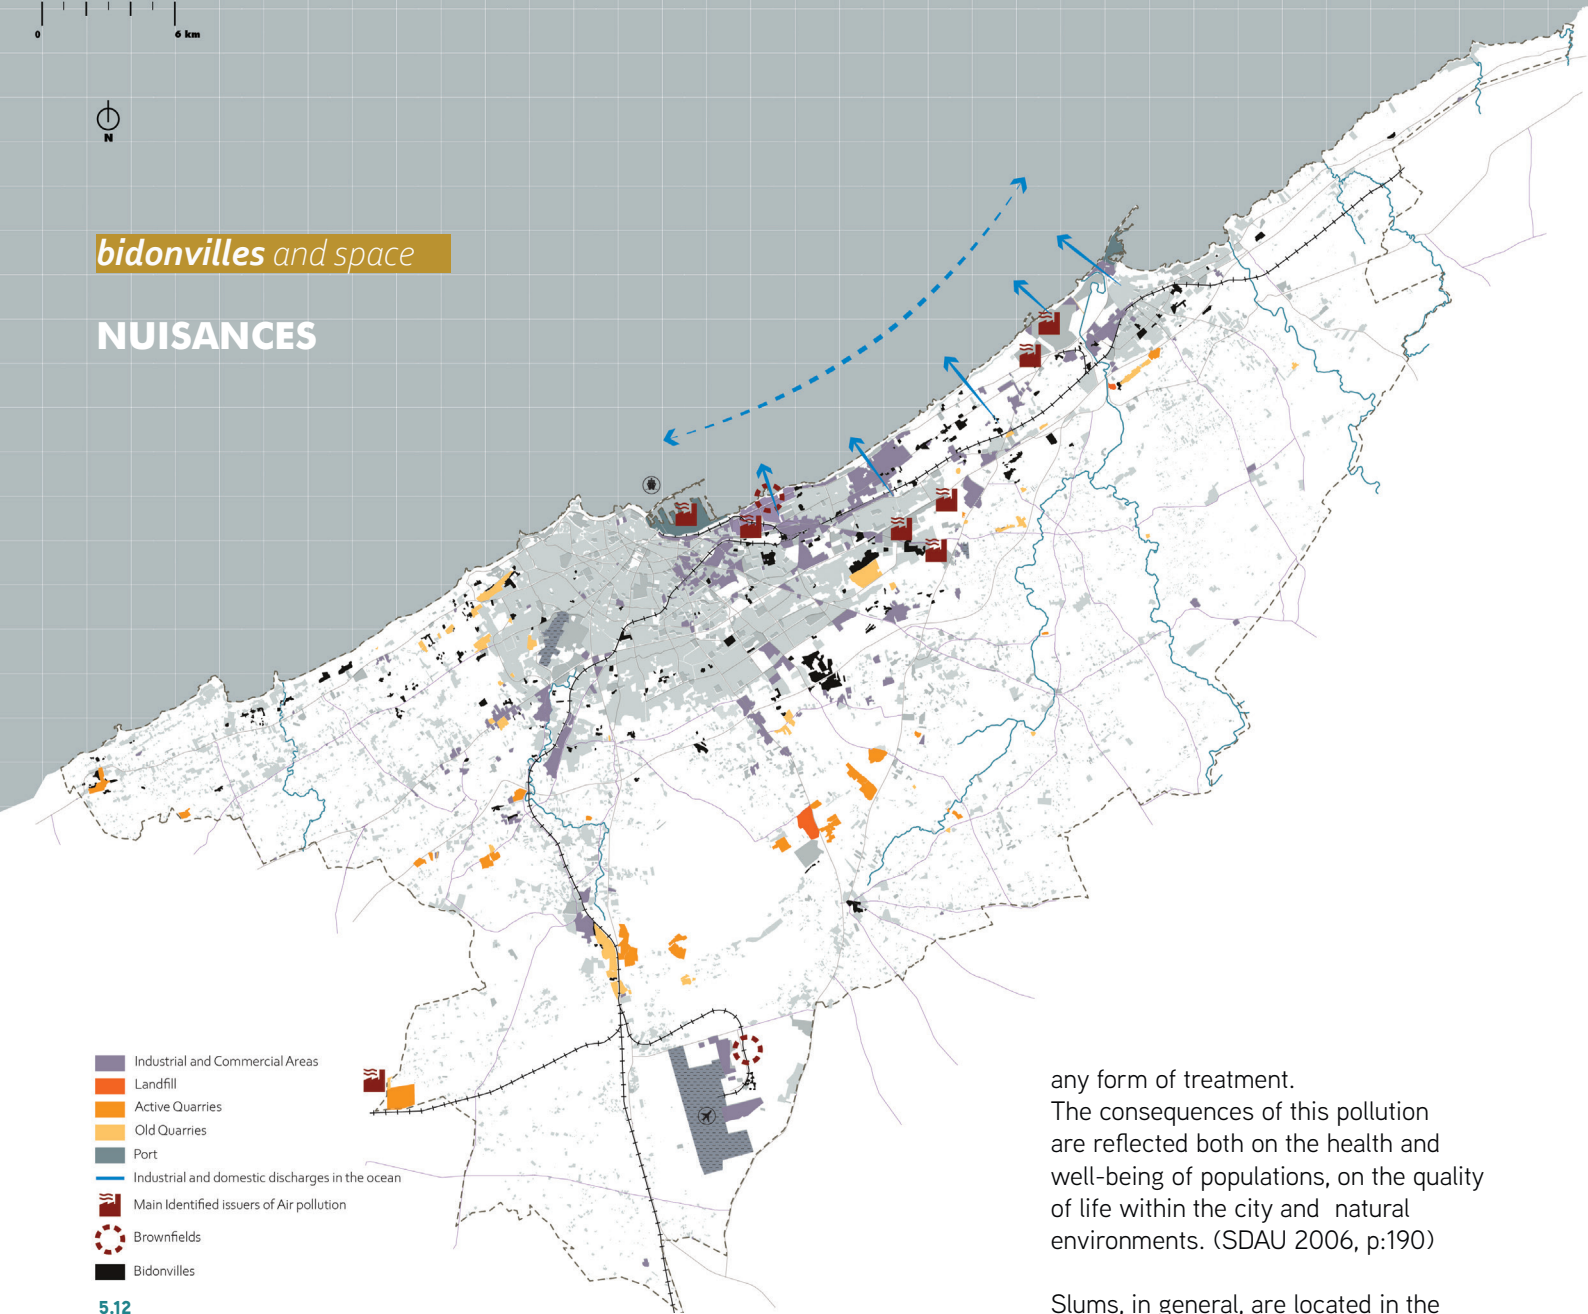 0 6 km
N
bidonvilles and space
NUISANCES
Industrial and Commercial Areas
Landfill
Active Quarries
Old Quarries
Port
Industrial and domestic discharges in the ocean
Main Identified issuers of Air pollution
Brownfields
Bidonvilles
5.12
any form of treatment.
The consequences of this pollution
are reflected both on the health and
well-being of populations, on the quality
of life within the city and natural
environments. (SDAU 2006, p:190)
Slums, in general, are located in the